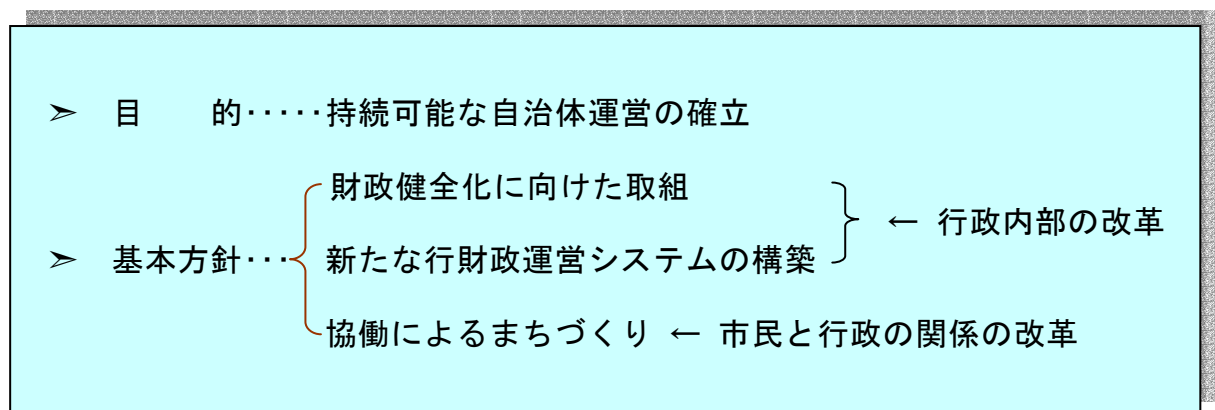 ➢ 目　　的･････持続可能な自治体運営の確立
財政健全化に向けた取組
← 行政内部の改革
➢ 基本方針･･･ 新たな行財政運営システムの構築
協働によるまちづくり ← 市民と行政の関係の改革